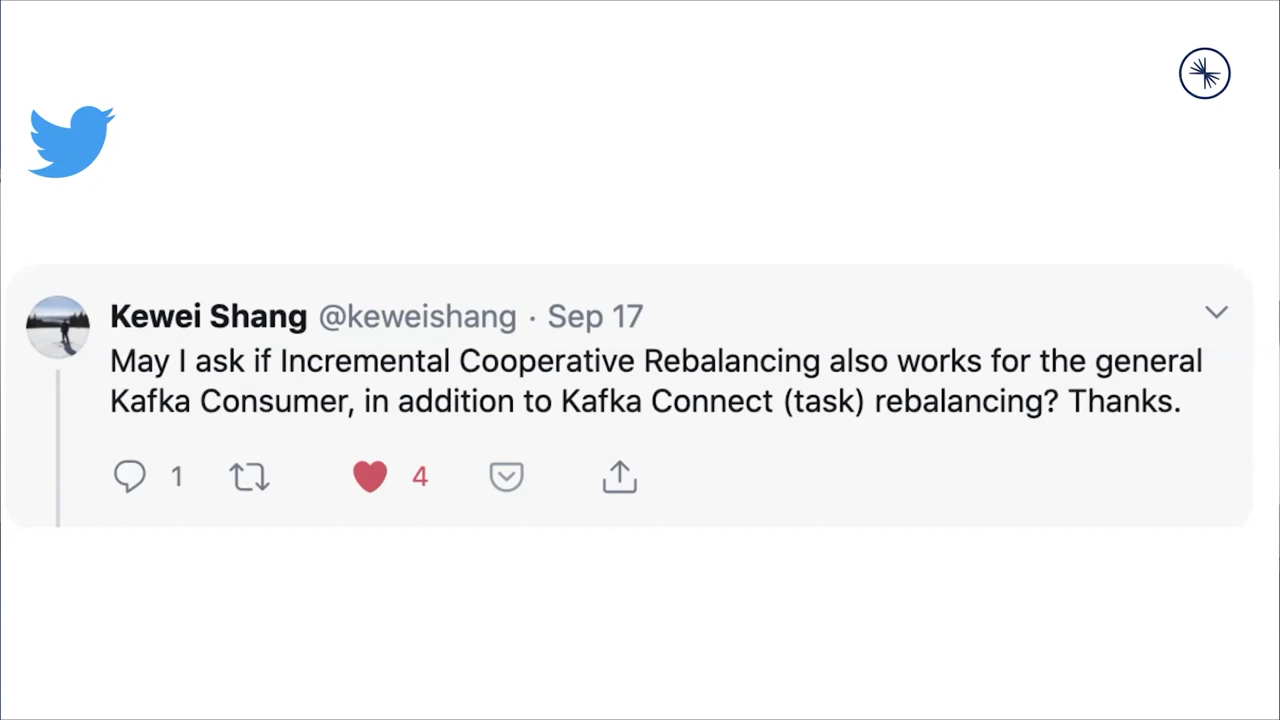 Kewei Shang @keweishang · Sep 17
May I ask if Incremental Cooperative Rebalancing also works for the general
Kafka Consumer, in addition to Kafka Connect (task) rebalancing? Thanks.
1 4